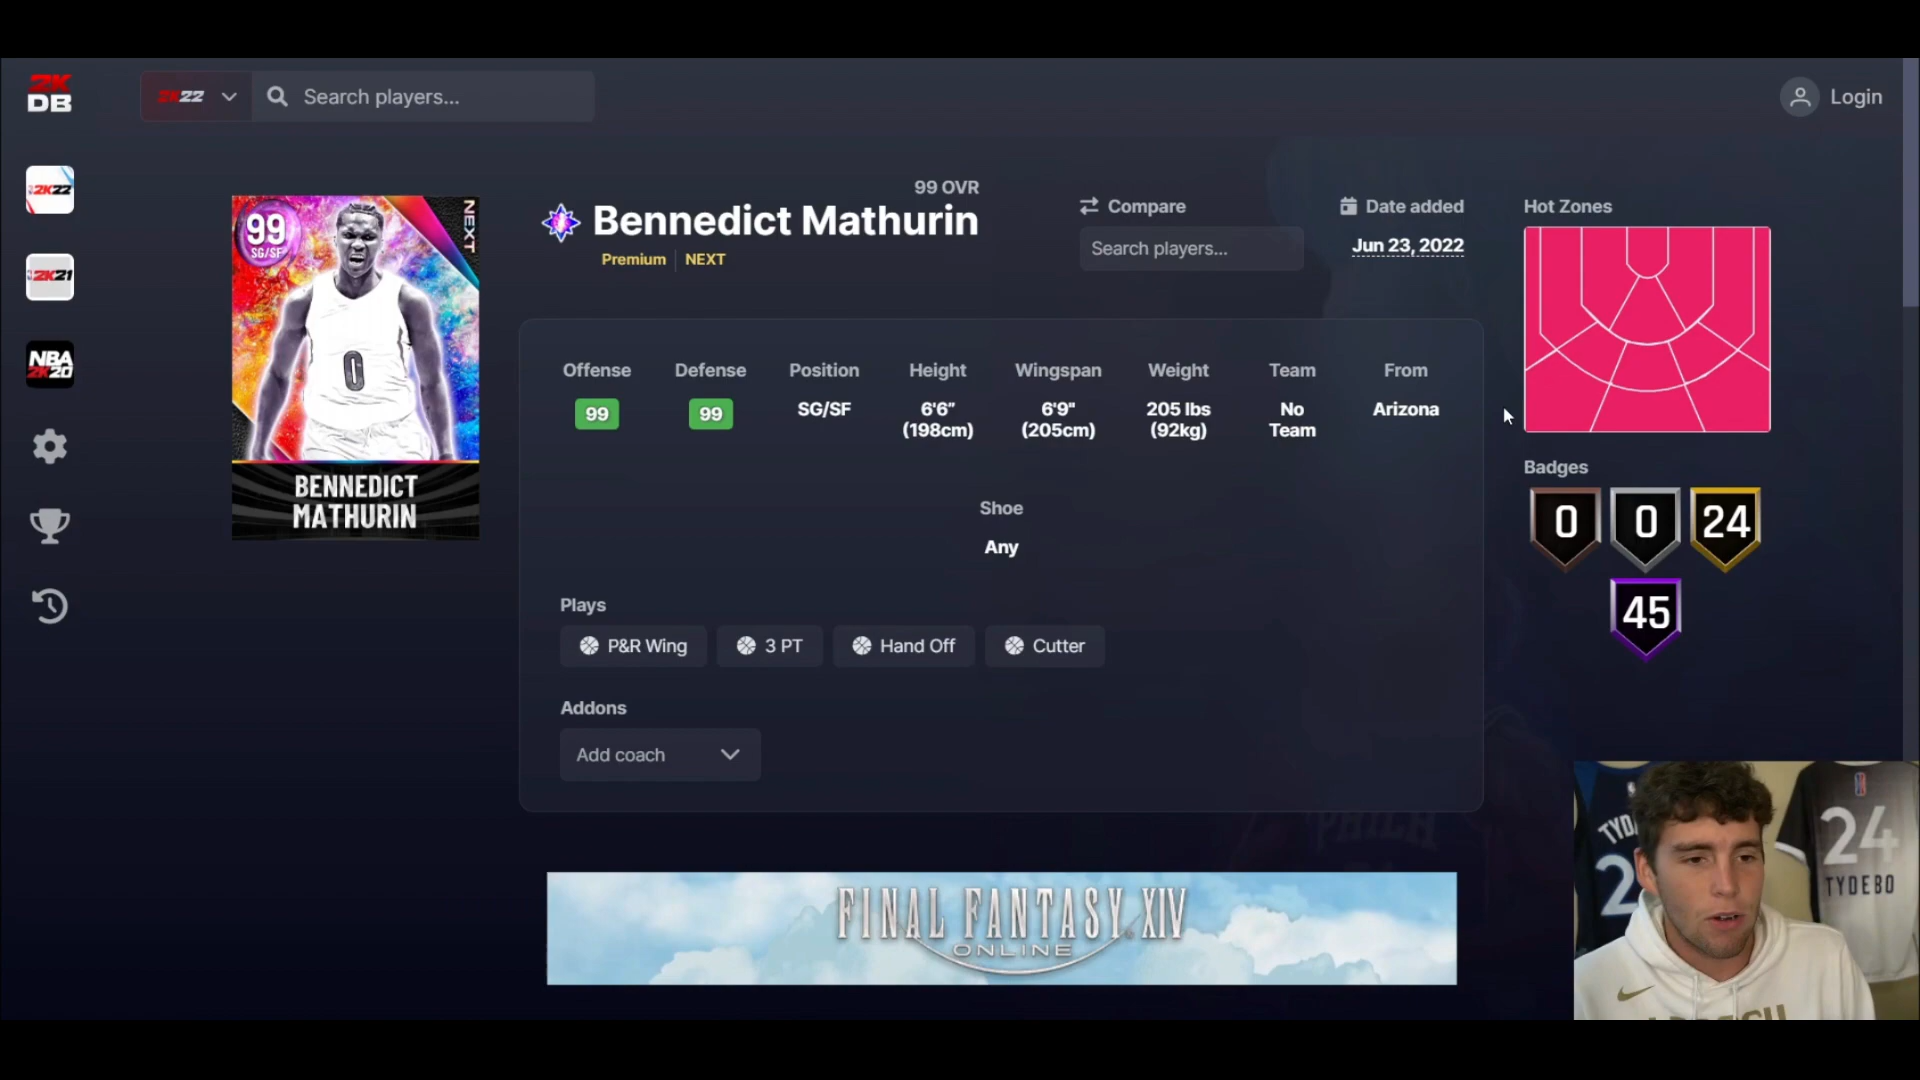 2K
DB
2K22
Search players...
Login
2K22
2K21
NBA
2K20
99
SG/SF
NEXT
0
BENNEDICT
MATHURIN
99 OVR
Bennedict Mathurin
Premium
NEXT
Compare
Search players...
Date added
Jun 23, 2022
Hot Zones
Offense
99
Defense
99
Position
SG/SF
Height
6'6"
(198cm)
Wingspan
6'9"
(205cm)
Weight
205 lbs
(92kg)
Team
No
Team
From
Arizona
Shoe
Any
Badges
0
0
24
45
Plays
P&R Wing
3 PT
Hand Off
Cutter
Addons
Add coach
PHILA
FINAL FANTASY XIV
ONLINE
TYD
2
24
TYDEBO